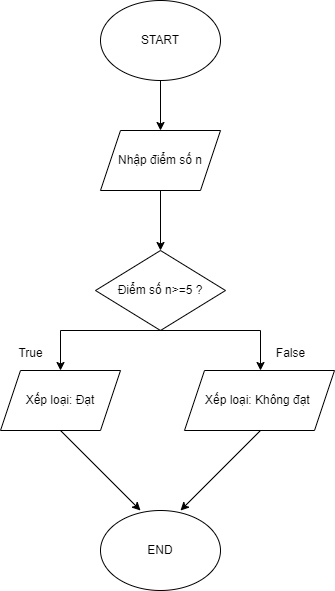 START
Nhập điểm số n
Điểm số n>=5 ?
True
False
Xếp loại: Đạt
Xếp loại: Không đạt
END